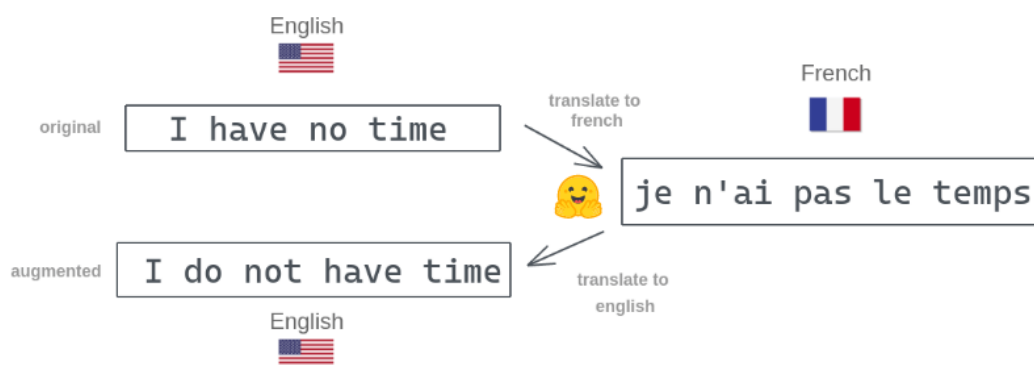 English
original
I have no time
translate to
french
French
je n'ai pas le temps
augmented
I do not have time
translate to
english
English